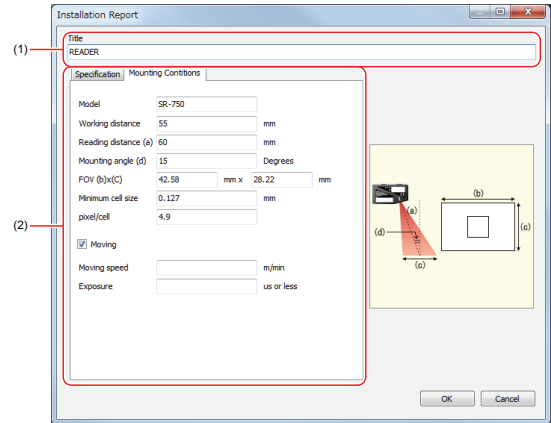 Installation Report
(1)
Title
READER
(2)
Specification Mounting Contitions
Model SR-750
Working distance 55 mm
Reading distance (a) 60 mm
Mounting angle (d) 15 Degrees
FOV (b)x(C) 42.58 mm x 28.22 mm
Minimum cell size 0.127 mm
pixel/cell 4.9
Moving
Moving speed m/min
Exposure us or less
(a)
(d)
(c)
(b)
(c)
OK Cancel